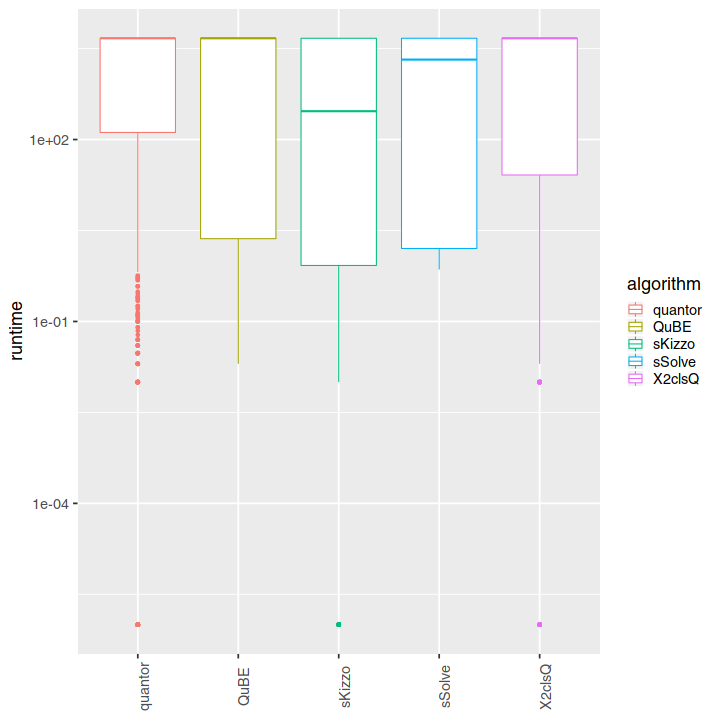 runtime
1e+02
1e-01
1e-04
quantor
QuBE
sKizzo
sSolve
X2clsQ
algorithm
quantor
QuBE
sKizzo
sSolve
X2clsQ